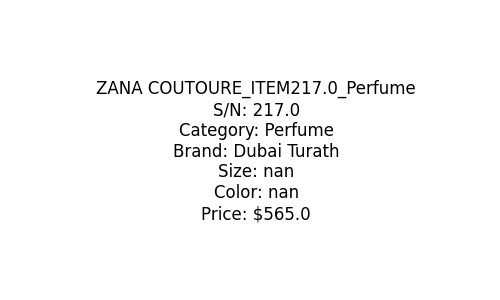 ZANA COUTOURE_ITEM217.0_Perfume
S/N: 217.0
Category: Perfume
Brand: Dubai Turath
Size: nan
Color: nan
Price: $565.0